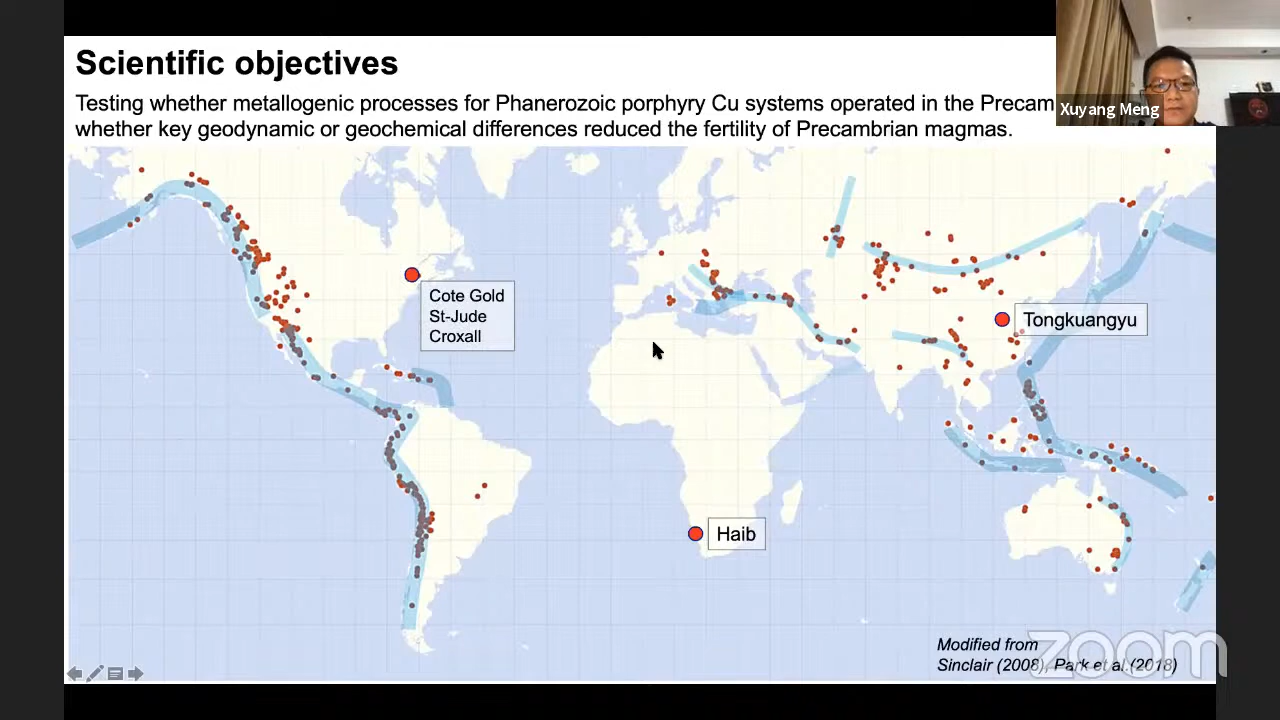 Scientific objectives
Testing whether metallogenic processes for Phanerozoic porphyry Cu systems operated in the Precam
whether key geodynamic or geochemical differences reduced the fertility of Precambrian magmas.
Xuyang Meng
Cote Gold
St-Jude
Croxall
Tongkuangyu
Haib
Modified from
Sinclair (2008), Park et al.(2018)
zoom